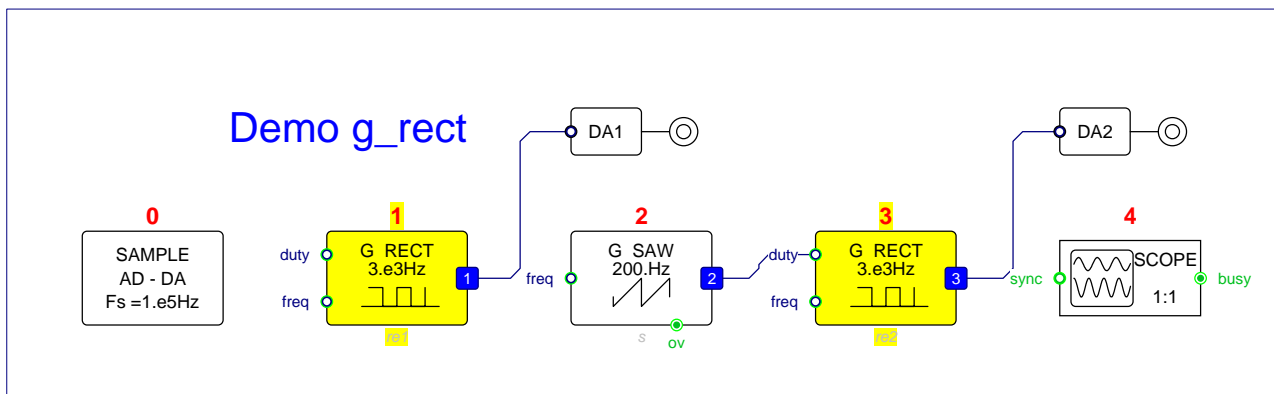 Demo g_rect
DA1
DA2
0
1
2
3
4
SAMPLE
AD - DA
Fs =1.e5Hz
duty
freq
G RECT
3.e3Hz
1
re1
freq
G SAW
200.Hz
2
s
ov
duty
freq
G RECT
3.e3Hz
3
re2
sync
SCOPE
1:1
busy